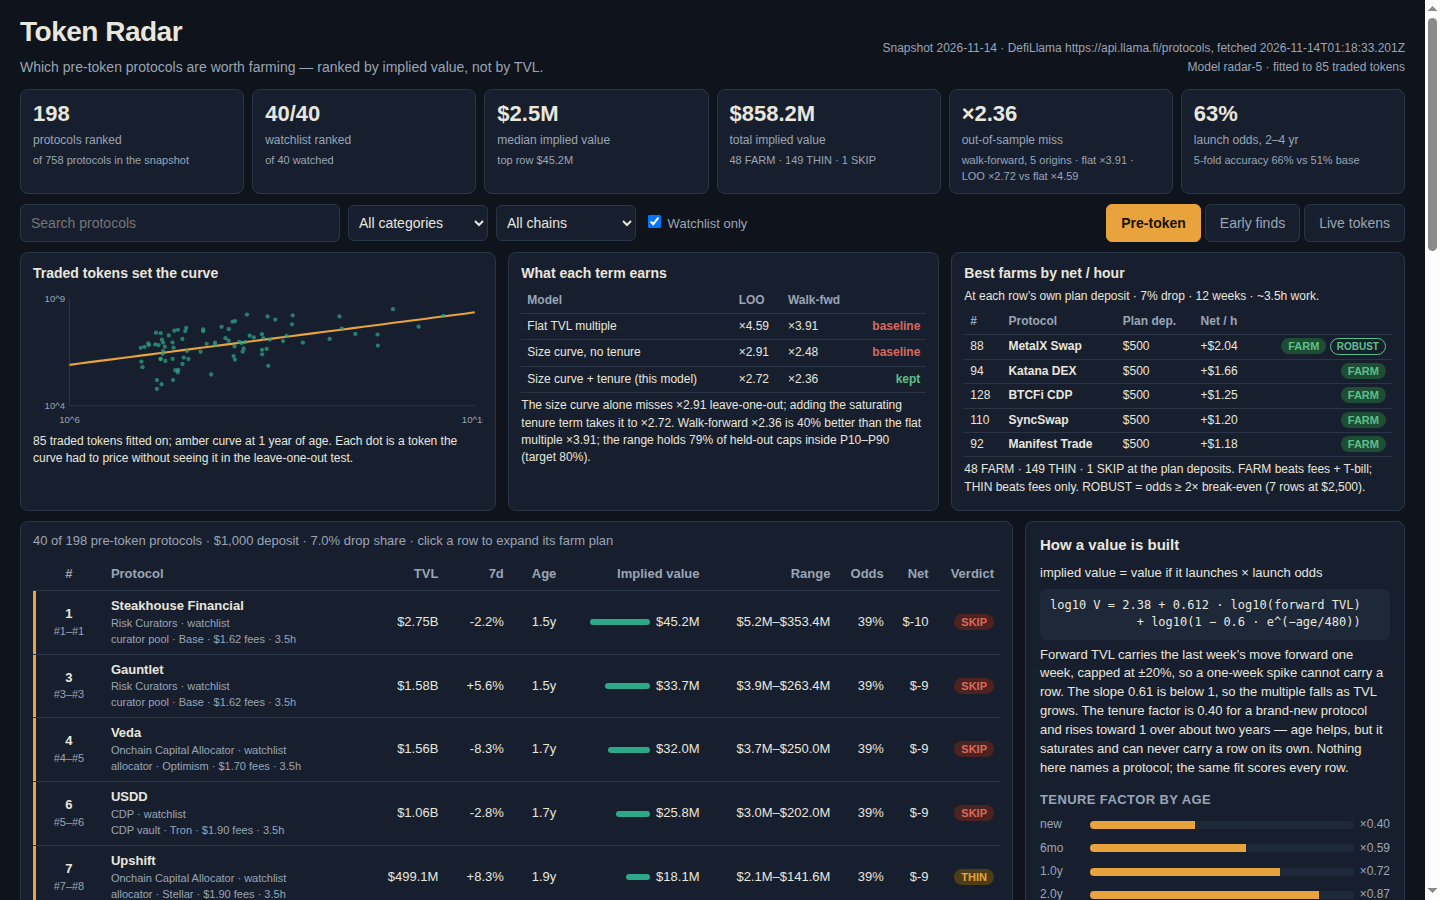 Token Radar
Which pre-token protocols are worth farming — ranked by implied value, not by TVL.
Snapshot 2026-11-14 · DefiLlama https://api.llama.fi/protocols, fetched 2026-11-14T01:18:33.201Z
Model radar-5 · fitted to 85 traded tokens
198
protocols ranked
of 758 protocols in the snapshot
40/40
watchlist ranked
of 40 watched
$2.5M
median implied value
top row $45.2M
$858.2M
total implied value
48 FARM · 149 THIN · 1 SKIP
×2.36
out-of-sample miss
walk-forward, 5 origins · flat ×3.91 ·
LOO ×2.72 vs flat ×4.59
63%
launch odds, 2–4 yr
5-fold accuracy 66% vs 51% base
Search protocols
All categories
All chains
Watchlist only
Pre-token
Early finds
Live tokens
Traded tokens set the curve
10^9
10^4
10^6
10^1
85 traded tokens fitted on; amber curve at 1 year of age. Each dot is a token the
curve had to price without seeing it in the leave-one-out test.
What each term earns
Model LOO Walk-fwd
Flat TVL multiple ×4.59 ×3.91 baseline
Size curve, no tenure ×2.91 ×2.48 baseline
Size curve + tenure (this model) ×2.72 ×2.36 kept
The size curve alone misses ×2.91 leave-one-out; adding the saturating
tenure term takes it to ×2.72. Walk-forward ×2.36 is 40% better than the flat
multiple ×3.91; the range holds 79% of held-out caps inside P10–P90
(target 80%).
Best farms by net / hour
At each row's own plan deposit · 7% drop · 12 weeks · ~3.5h work.
# Protocol Plan dep. Net / h
88 MetalX Swap $500 +$2.04 FARM ROBUST
94 Katana DEX $500 +$1.66 FARM
128 BTCFi CDP $500 +$1.25 FARM
110 SyncSwap $500 +$1.20 FARM
92 Manifest Trade $500 +$1.18 FARM
48 FARM · 149 THIN · 1 SKIP at the plan deposits. FARM beats fees + T-bill;
THIN beats fees only. ROBUST = odds ≥ 2× break-even (7 rows at $2,500).
40 of 198 pre-token protocols · $1,000 deposit · 7.0% drop share · click a row to expand its farm plan
# Protocol TVL 7d Age Implied value Range Odds Net Verdict
1 Steakhouse Financial $2.75B -2.2% 1.5y $45.2M $5.2M–$353.4M 39% $-10 SKIP
#1–#1 Risk Curators · watchlist
curator pool · Base · $1.62 fees · 3.5h
3 Gauntlet $1.58B +5.6% 1.5y $33.7M $3.9M–$263.4M 39% $-9 SKIP
#3–#3 Risk Curators · watchlist
curator pool · Base · $1.62 fees · 3.5h
4 Veda $1.56B -8.3% 1.7y $32.0M $3.7M–$250.0M 39% $-9 SKIP
#4–#5 Onchain Capital Allocator · watchlist
allocator · Optimism · $1.70 fees · 3.5h
6 USDD $1.06B -2.8% 1.7y $25.8M $3.0M–$202.0M 39% $-9 SKIP
#5–#6 CDP · watchlist
CDP vault · Tron · $1.90 fees · 3.5h
7 Upshift $499.1M +8.3% 1.9y $18.1M $2.1M–$141.6M 39% $-9 THIN
#7–#8 Onchain Capital Allocator · watchlist
allocator · Stellar · $1.90 fees · 3.5h
How a value is built
implied value = value if it launches × launch odds
log10 V = 2.38 + 0.612 · log10(forward TVL)
+ log10(1 − 0.6 · e^(−age/480))
Forward TVL carries the last week's move forward one
week, capped at ±20%, so a one-week spike cannot carry a
row. The slope 0.61 is below 1, so the multiple falls as TVL
grows. The tenure factor is 0.40 for a brand-new protocol
and rises toward 1 over about two years — age helps, but it
saturates and can never carry a row on its own. Nothing
here names a protocol; the same fit scores every row.
TENURE FACTOR BY AGE
new ×0.40
6mo ×0.59
1.0y ×0.72
2.0y ×0.87